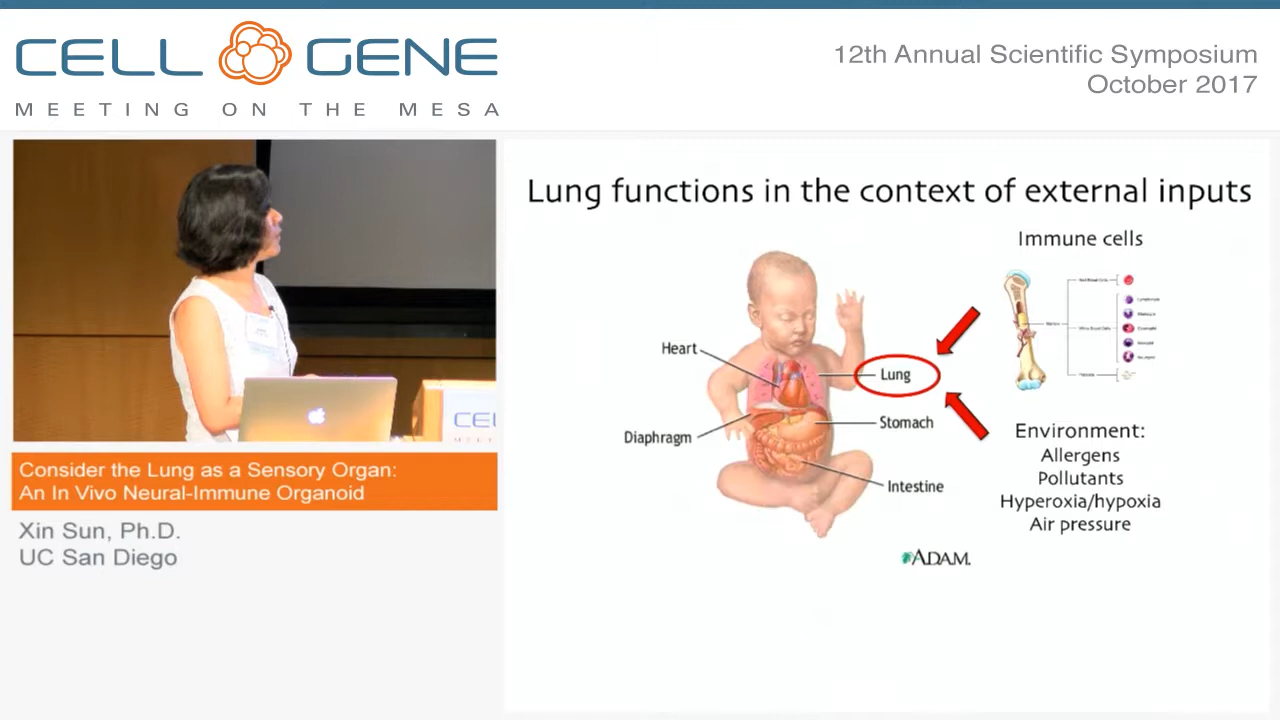 CELL GENE
MEETING ON THE MESA
12th Annual Scientific Symposium
October 2017
CE
Consider the Lung as a Sensory Organ:
An In Vivo Neural-Immune Organoid
Xin Sun, Ph.D.
UC San Diego
Lung functions in the context of external inputs
Immune cells
Heart
Lung
Diaphragm
Stomach
Intestine
Environment:
Allergens
Pollutants
Hyperoxia/hypoxia
Air pressure
ADAM.